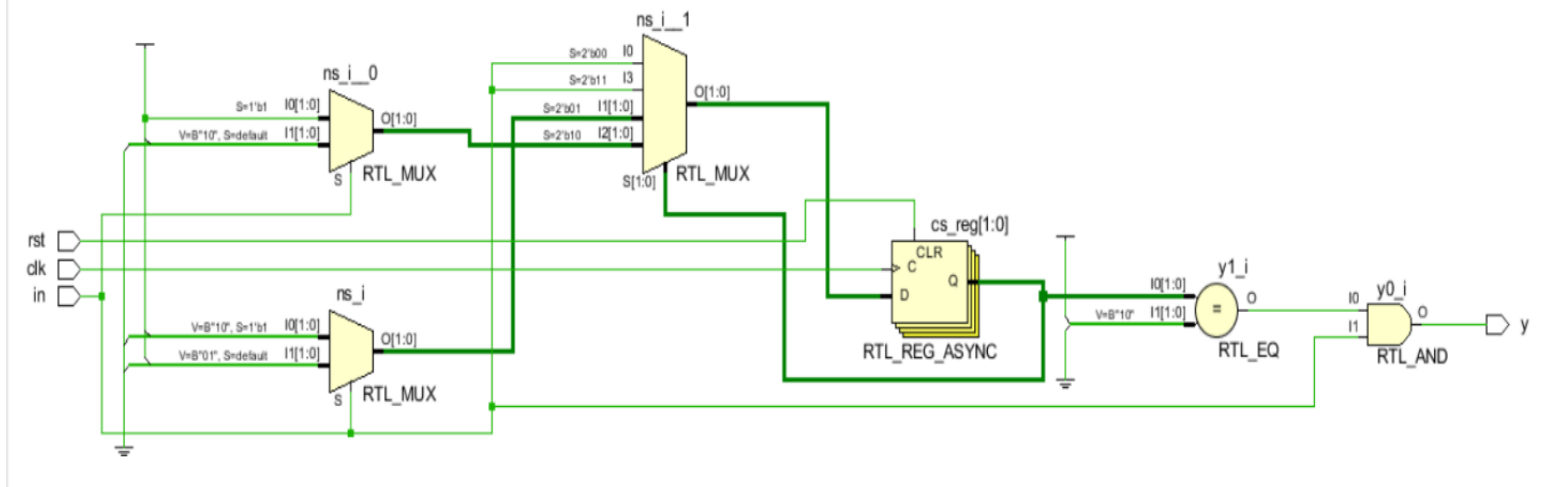 ns_i__1
S=2'b00 I0
S=2'b11 I3
S=2'b01 I1[1:0]
S=2'b10 I2[1:0]
O[1:0]
S[1:0]
RTL_MUX
ns_i__0
S=1'b1 I0[1:0]
V=B"10", S=default I1[1:0]
O[1:0]
S
RTL_MUX
rst
clk
in
ns_i
V=B"10", S=1'b1 I0[1:0]
V=B"01", S=default I1[1:0]
O[1:0]
S
RTL_MUX
cs_reg[1:0]
CLR
C
D
Q
RTL_REG_ASYNC
y1_i
I0[1:0]
V=B"10" I1[1:0]
=
O
RTL_EQ
y0_i
I0
I1
O
RTL_AND
y